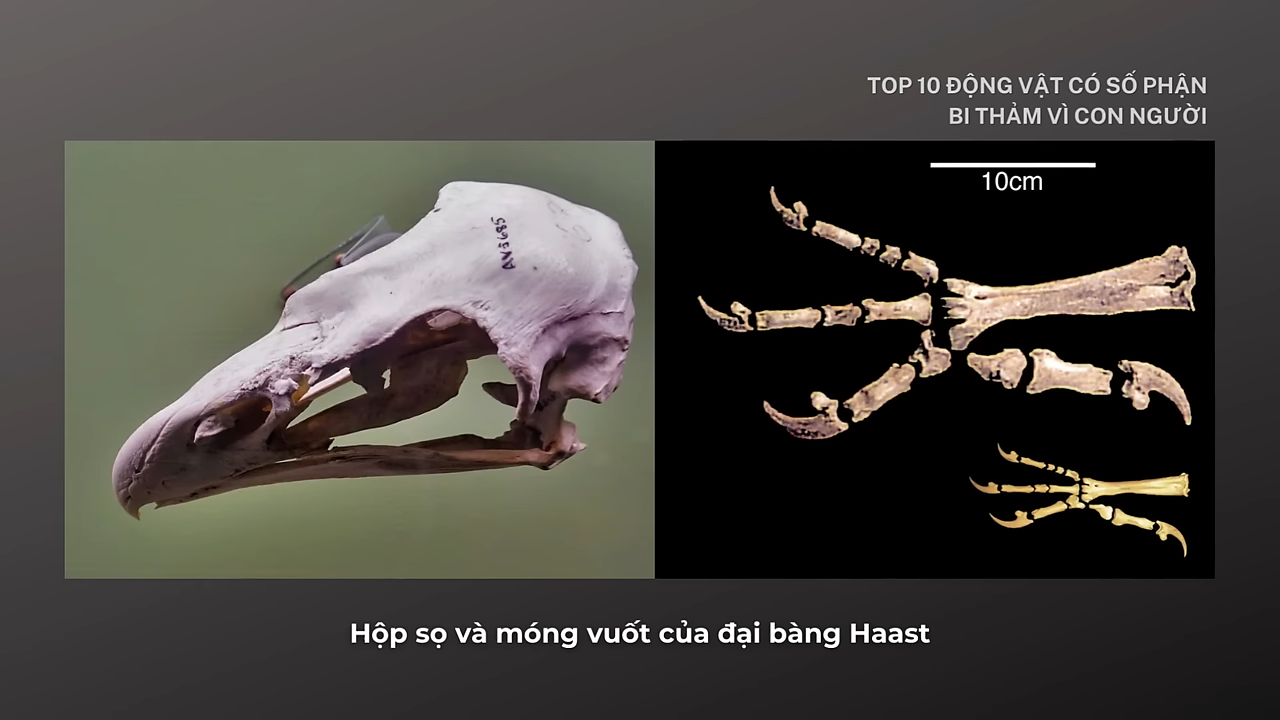 TOP 10 ĐỘNG VẬT CÓ SỐ PHẬN
BI THẢM VÌ CON NGƯỜI
10cm
Hộp sọ và móng vuốt của đại bàng Haast